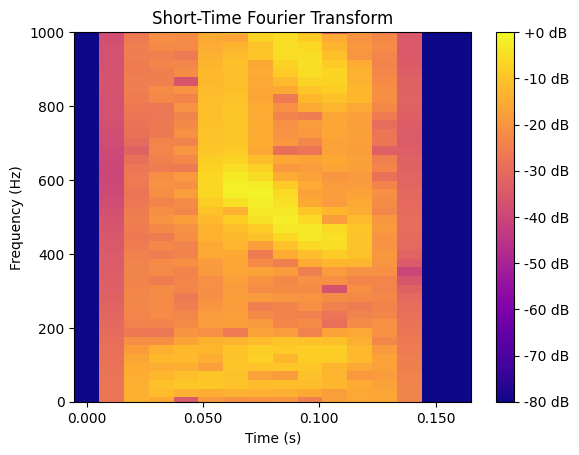 Short-Time Fourier Transform
1000
800
600
400
200
0
Frequency (Hz)
0.000
0.050
0.100
0.150
Time (s)
+0 dB
-10 dB
-20 dB
-30 dB
-40 dB
-50 dB
-60 dB
-70 dB
-80 dB